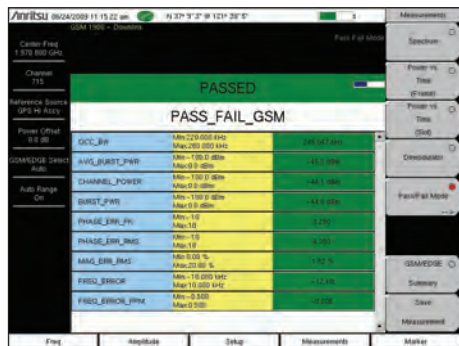 Anritsu 06/24/2009 11:15:22 am
GSM 1900 - Downlink
Pass Fail Mode
Center Freq
1.970 800 GHz
Channel
715
Reference Source
GPS Hi Accy
Power Offset
0.0 dB
GSM/EDGE Select
Auto
Auto Range
On
PASSED
PASS_FAIL_GSM
OCC_BW
Min:220.000 kHz
Max:260.000 kHz
AVG_BURST_PWR
Min:-100.0 dBm
Max:0.0 dBm
CHANNEL_POWER
Min:-100.0 dBm
Max:0.0 dBm
BURST_PWR
Min:-100.0 dBm
Max:0.0 dBm
PHASE_ERR_PK
Min:-10
Max:10
PHASE_ERR_RMS
Min:-10
Max:10
MAG_ERR_RMS
Min:0.00 %
Max:20.00 %
FREQ_ERROR
Min:-10.000 kHz
Max:10.000 kHz
FREQ_ERROR_PPM
Min:-0.500
Max:0.500
Measurements
Spectrum
Power vs.
Time
(Frame)
Power vs.
Time
(Slot)
Demodulator
Pass/Fail Mode
-->
GSM/EDGE
Summary
Save
Measurement
Freq
Amplitude
Setup
Measurements
Marker